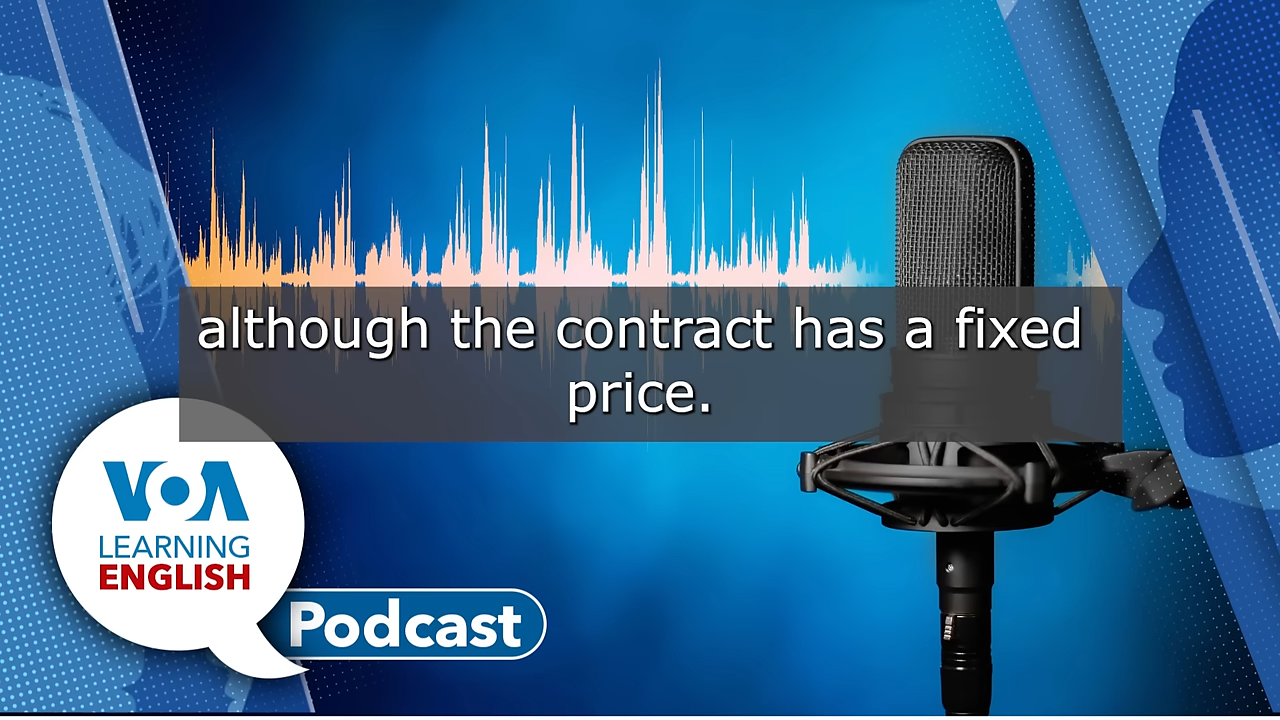 although the contract has a fixed
price.
VOA
LEARNING
ENGLISH
Podcast